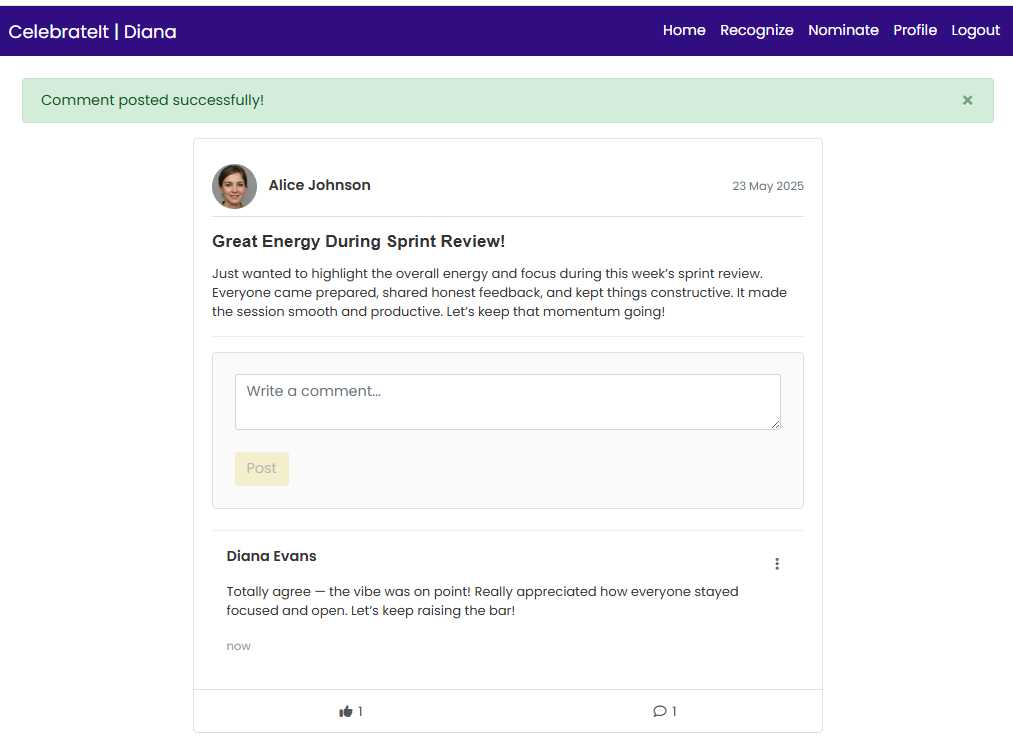 CelebrateIt | Diana
Home Recognize Nominate Profile Logout
Comment posted successfully!
×
Alice Johnson
23 May 2025
Great Energy During Sprint Review!
Just wanted to highlight the overall energy and focus during this week’s sprint review.
Everyone came prepared, shared honest feedback, and kept things constructive. It made
the session smooth and productive. Let’s keep that momentum going!
Write a comment...
Post
Diana Evans
Totally agree — the vibe was on point! Really appreciated how everyone stayed
focused and open. Let’s keep raising the bar!
now
1
1